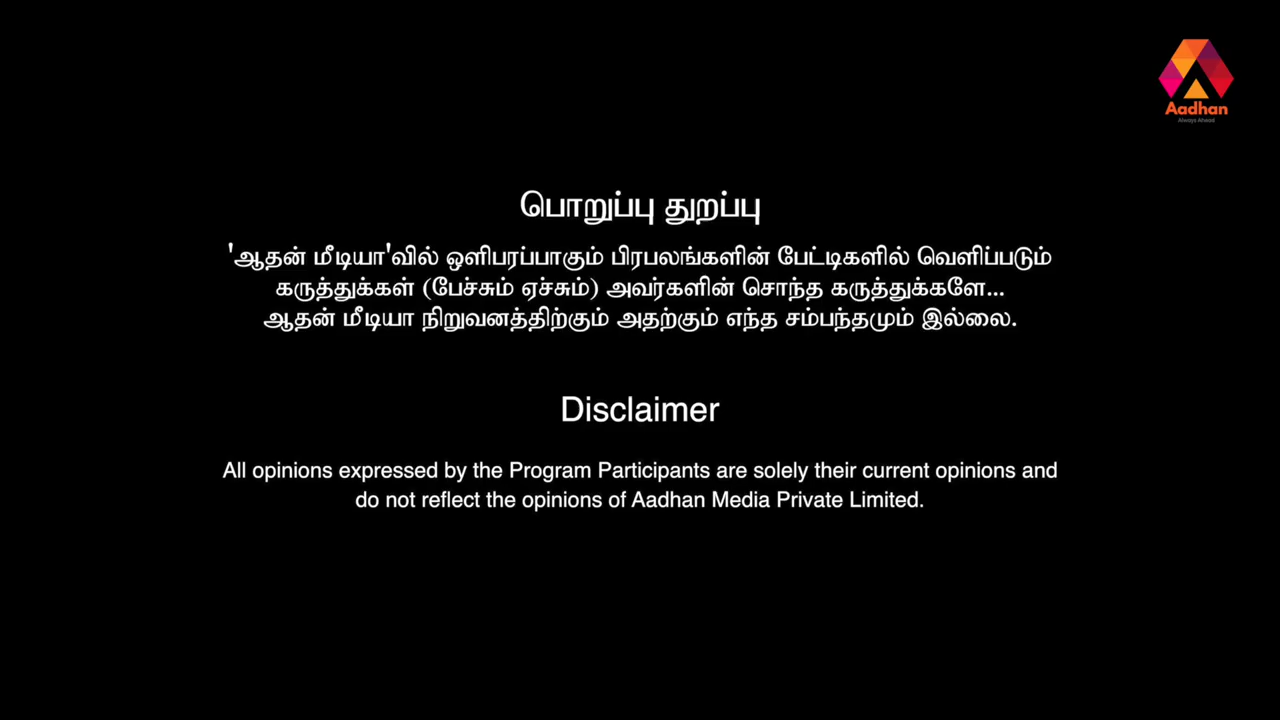 Aadhan
Always Ahead
பொறுப்பு துறப்பு
'ஆதன் மீடியா'வில் ஒளிபரப்பாகும் பிரபலங்களின் பேட்டிகளில் வெளிப்படும்
கருத்துக்கள் (பேச்சும் ஏச்சும்) அவர்களின் சொந்த கருத்துக்களே...
ஆதன் மீடியா நிறுவனத்திற்கும் அதற்கும் எந்த சம்பந்தமும் இல்லை.
Disclaimer
All opinions expressed by the Program Participants are solely their current opinions and
do not reflect the opinions of Aadhan Media Private Limited.